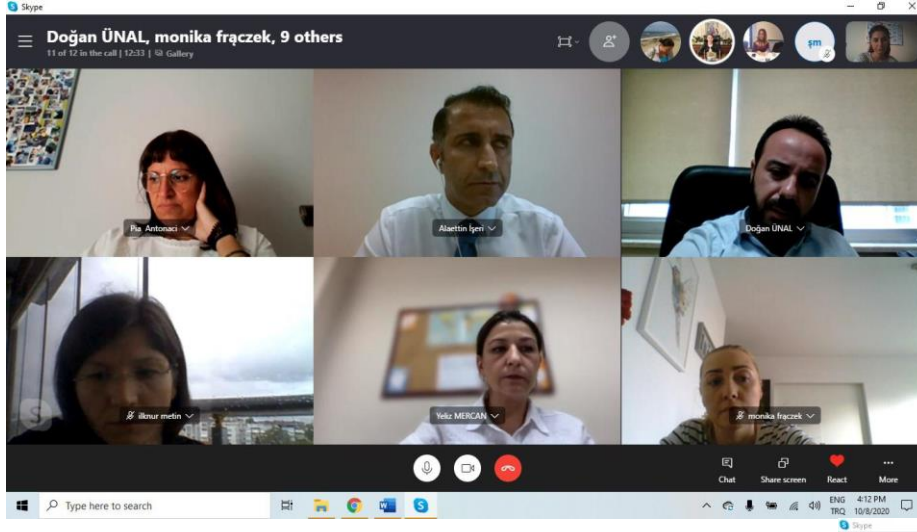 Skype
Doğan ÜNAL, monika frączek, 9 others
11 of 12 in the call | 12:33 | Gallery
şm
Pia Antonaci
Alaettin İşeri
Doğan ÜNAL
ilknur metin
Yeliz MERCAN
monika frączek
Chat
Share screen
React
More
Type here to search
ENG
TRQ
4:12 PM
10/8/2020
Skype